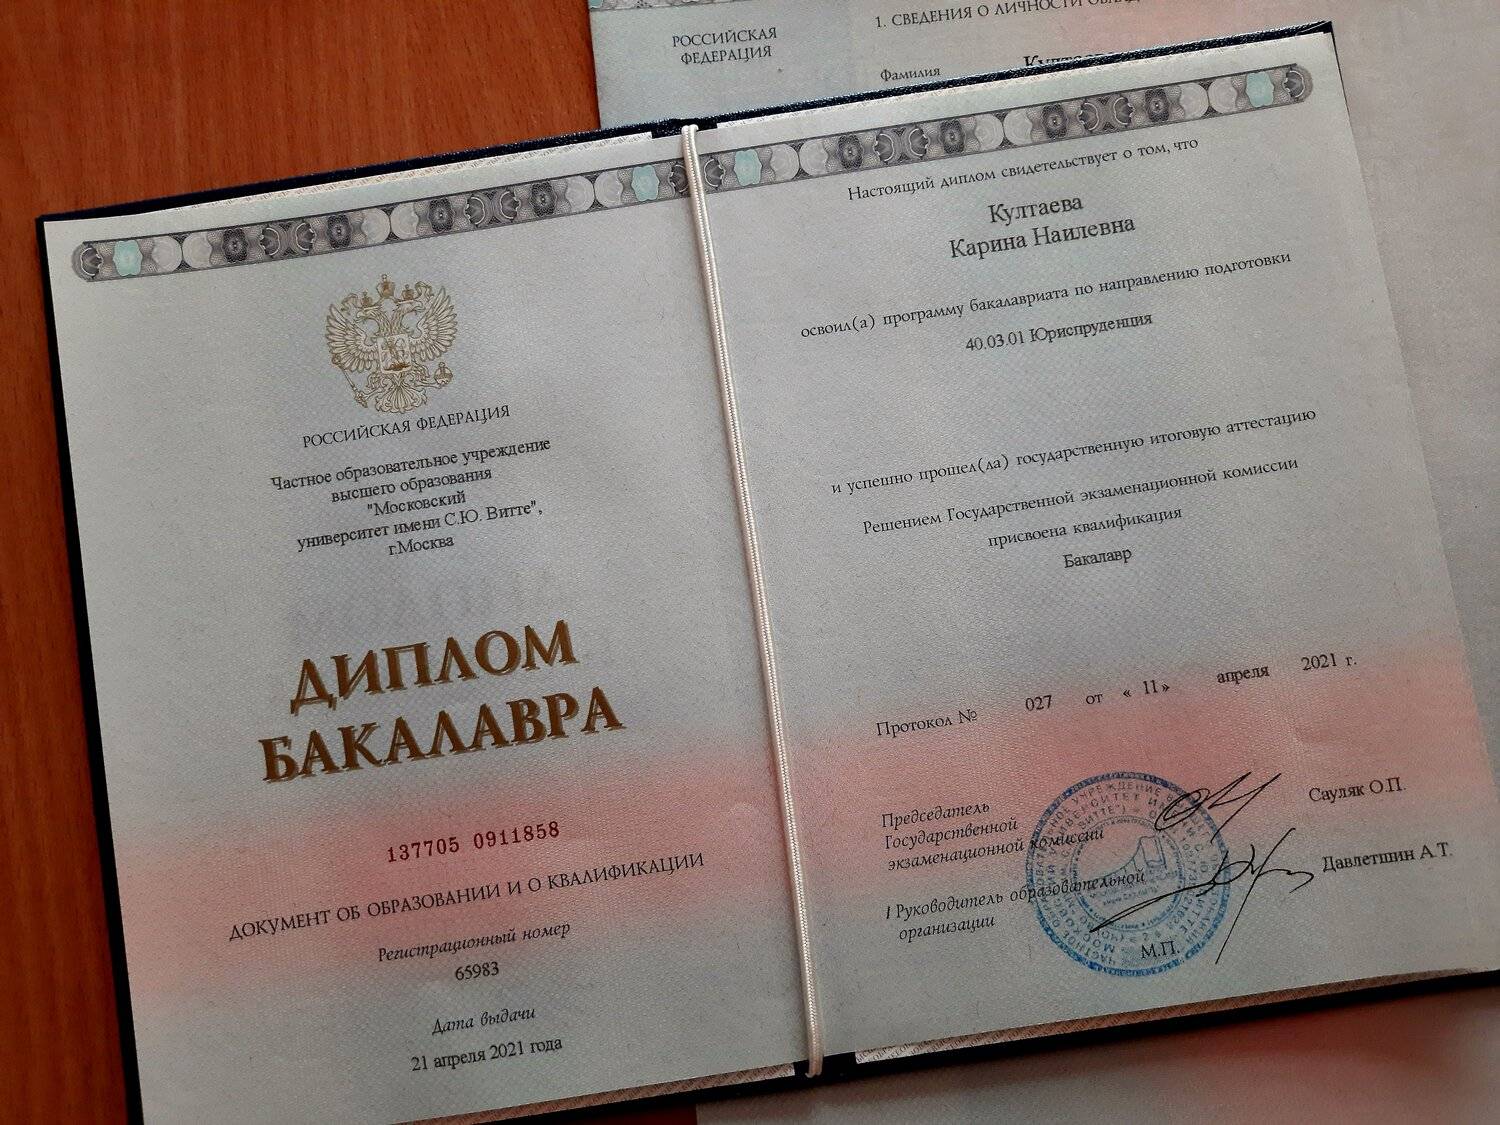 РОССИЙСКАЯ
ФЕДЕРАЦИЯ
1. СВЕДЕНИЯ О ЛИЧНОСТИ
Фамилия
РОССИЙСКАЯ ФЕДЕРАЦИЯ
Частное образовательное учреждение
высшего образования
"Московский
университет имени С.Ю. Витте",
г.Москва
ДИПЛОМ
БАКАЛАВРА
137705 0911858
ДОКУМЕНТ ОБ ОБРАЗОВАНИИ И О КВАЛИФИКАЦИИ
Регистрационный номер
65983
Дата выдачи
21 апреля 2021 года
Настоящий диплом свидетельствует о том, что
Култаева
Карина Наилевна
освоил(а) программу бакалавриата по направлению подготовки
40.03.01 Юриспруденция
и успешно прошел(ла) государственную итоговую аттестацию
Решением Государственной экзаменационной комиссии
присвоена квалификация
Бакалавр
Протокол № 027 от « 11» апреля 2021 г.
Председатель
Государственной
экзаменационной комиссии
Сауляк О.П.
Руководитель образовательной
организации
Давлетшин А.Т.
М.П.